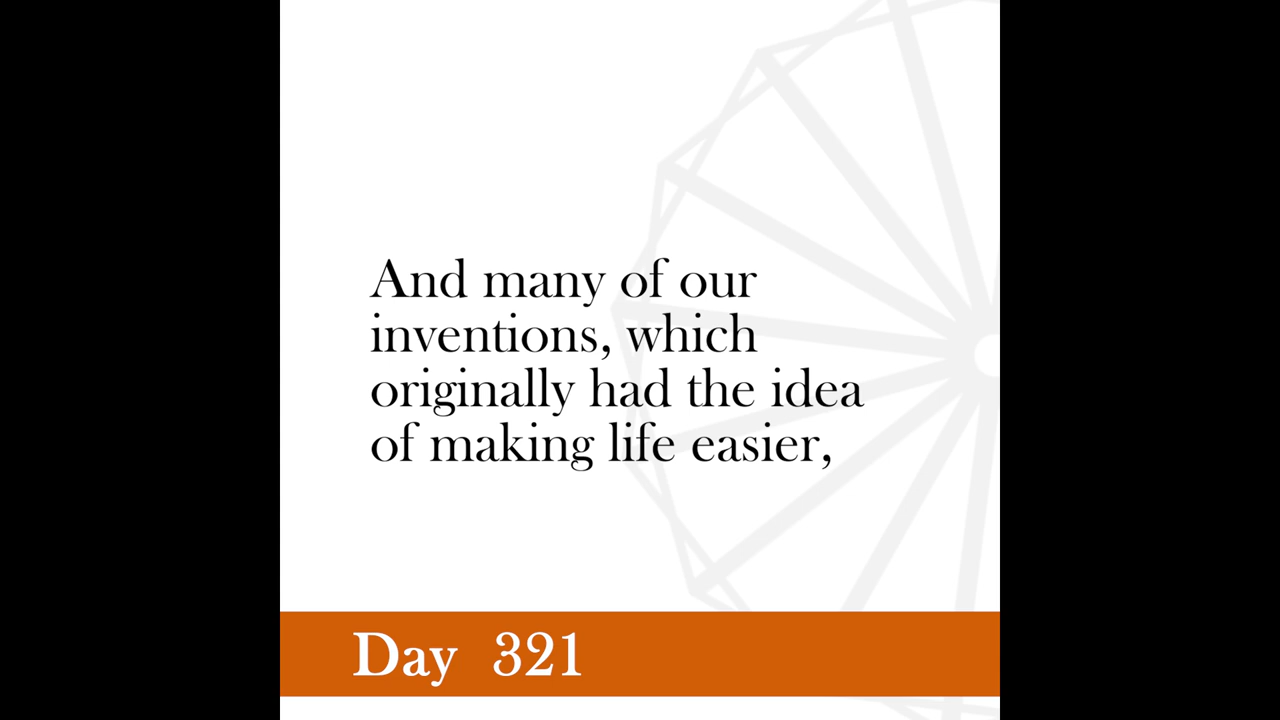 And many of our
inventions, which
originally had the idea
of making life easier,
Day 321